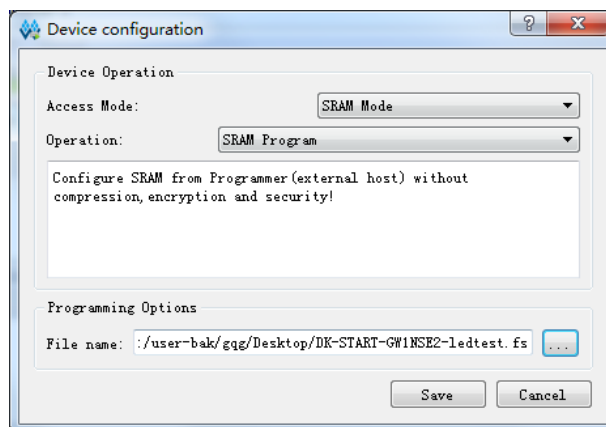 Device configuration
Device Operation
Access Mode: SRAM Mode
Operation: SRAM Program
Configure SRAM from Programmer(external host) without
compression,encryption and security!
Programming Options
File name: :/user-bak/gqg/Desktop/DK-START-GW1NSE2-ledtest.fs ...
Save Cancel